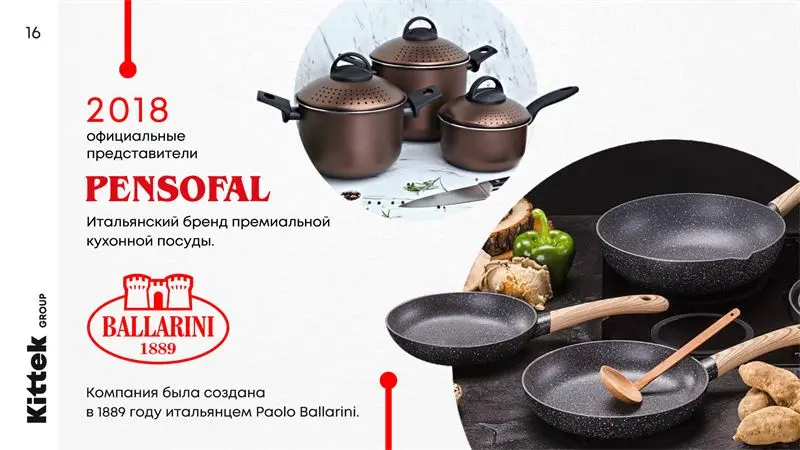 16
2018
официальные
представители
PENSOFAL
Итальянский бренд премиальной
кухонной посуды.
BALLARINI
1889
Компания была создана
в 1889 году итальянцем Paolo Ballarini.
Kittek GROUP